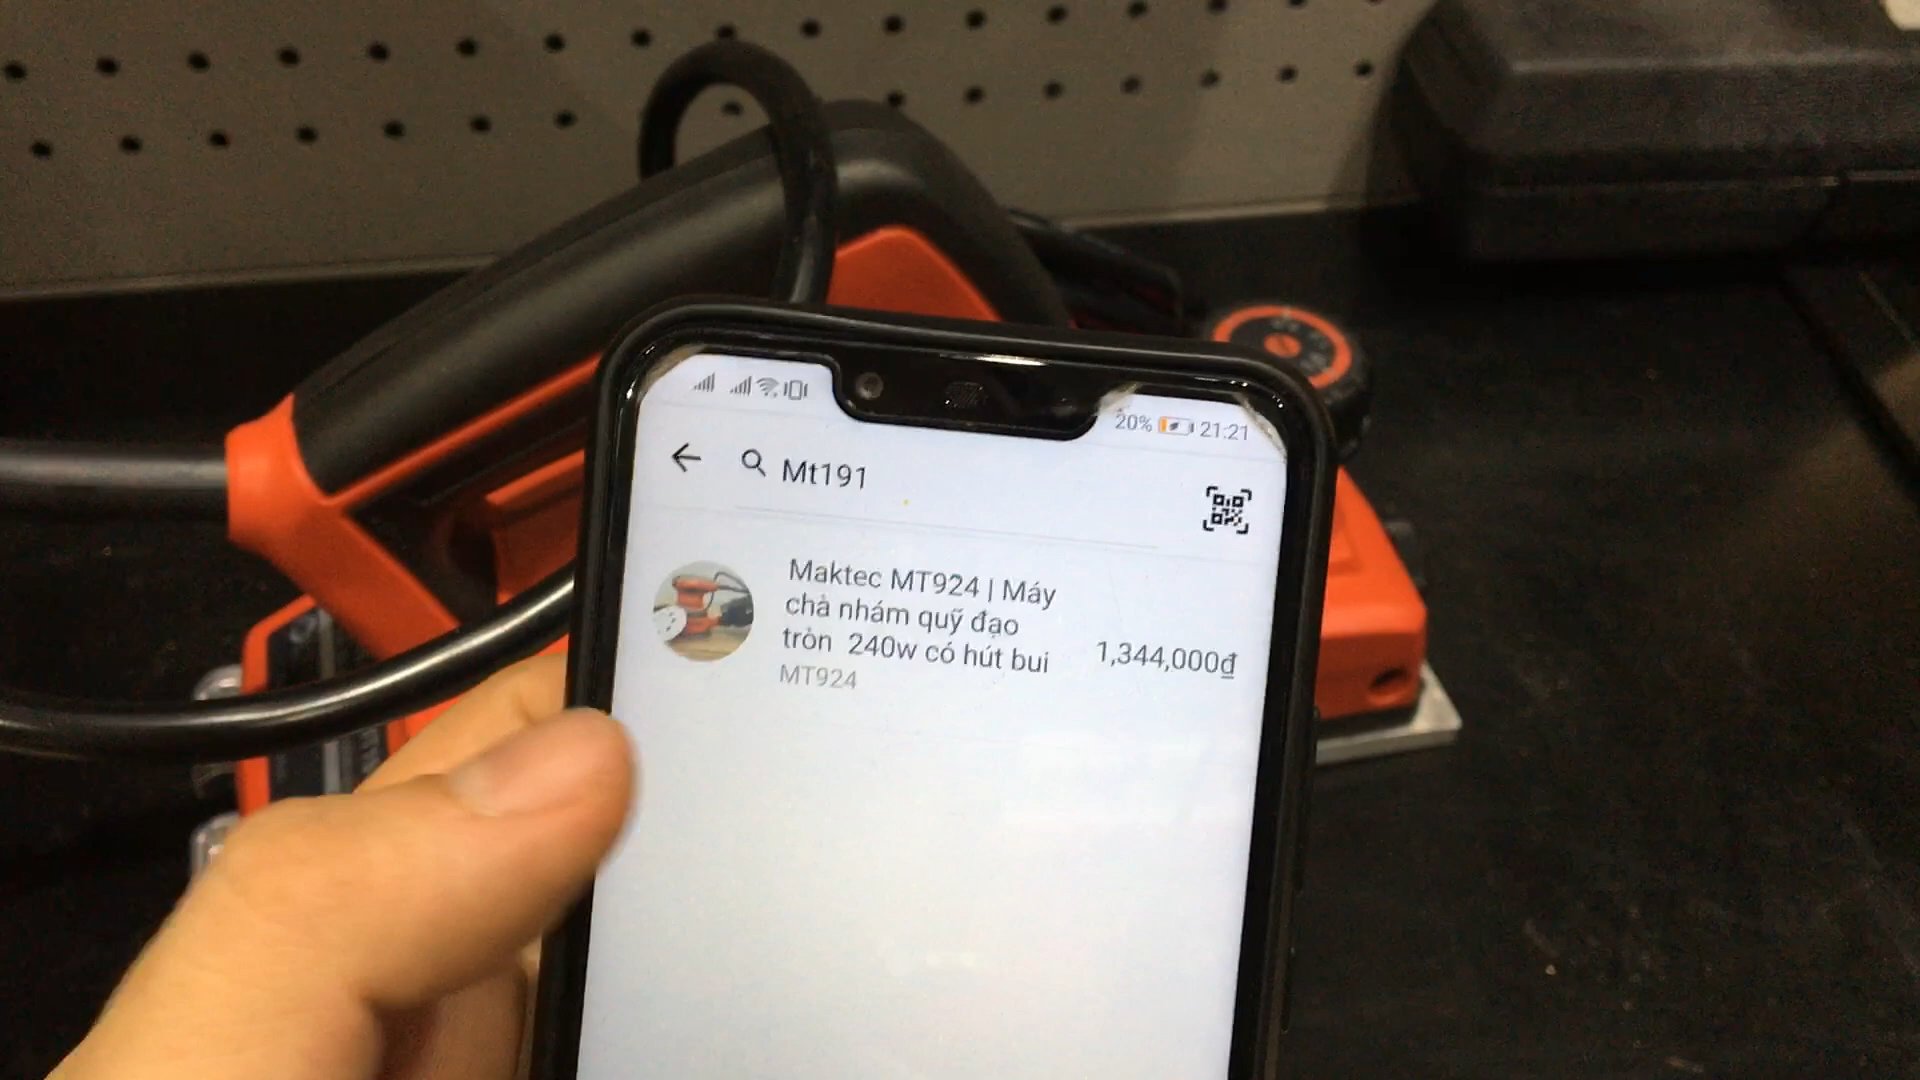 20% 21:21
Mt191
Maktec MT924 | Máy
chà nhám quỹ đạo
tròn 240w có hút bui
1,344,000₫
MT924